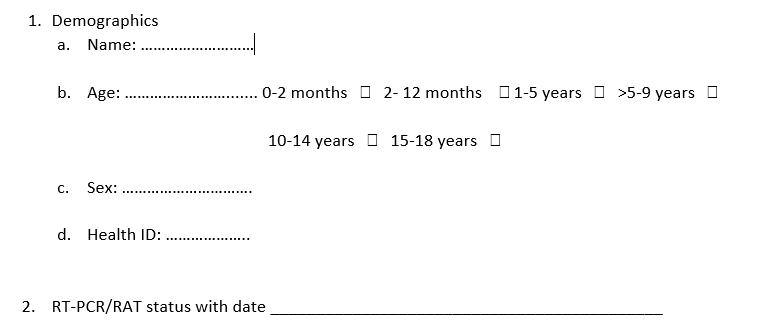 1. Demographics
a. Name: ..............................
b. Age: ................................ 0-2 months ☐ 2- 12 months ☐ 1-5 years ☐ >5-9 years ☐
10-14 years ☐ 15-18 years ☐
c. Sex: ...............................
d. Health ID: ....................
2. RT-PCR/RAT status with date ___________________________________________